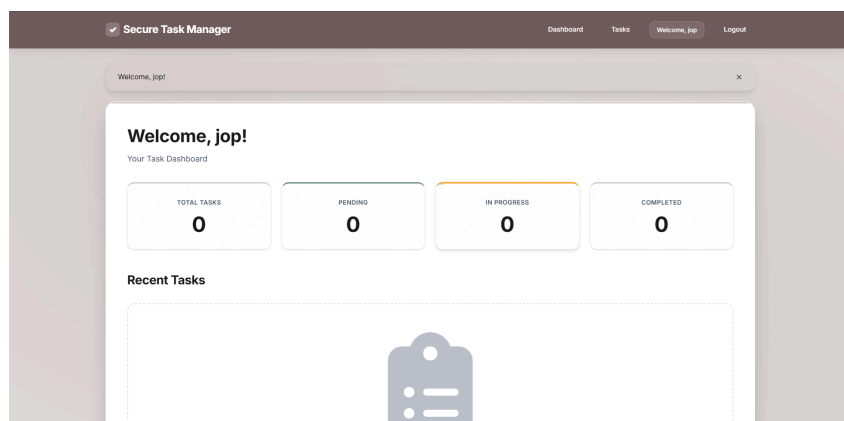 Secure Task Manager
Dashboard
Tasks
Welcome, jop
Logout
Welcome, jop!
×
Welcome, jop!
Your Task Dashboard
TOTAL TASKS
0
PENDING
0
IN PROGRESS
0
COMPLETED
0
Recent Tasks